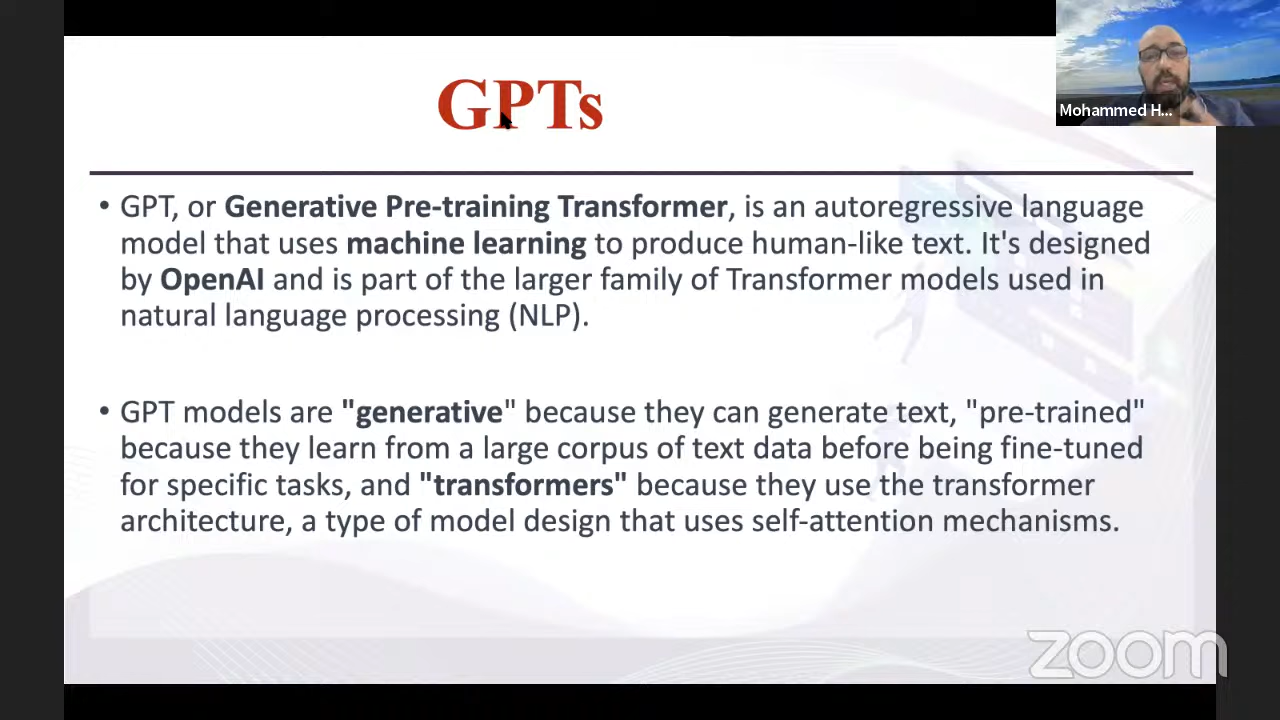 GPTs
Mohammed H...
• GPT, or Generative Pre-training Transformer, is an autoregressive language
model that uses machine learning to produce human-like text. It's designed
by OpenAI and is part of the larger family of Transformer models used in
natural language processing (NLP).
• GPT models are "generative" because they can generate text, "pre-trained"
because they learn from a large corpus of text data before being fine-tuned
for specific tasks, and "transformers" because they use the transformer
architecture, a type of model design that uses self-attention mechanisms.
zoom